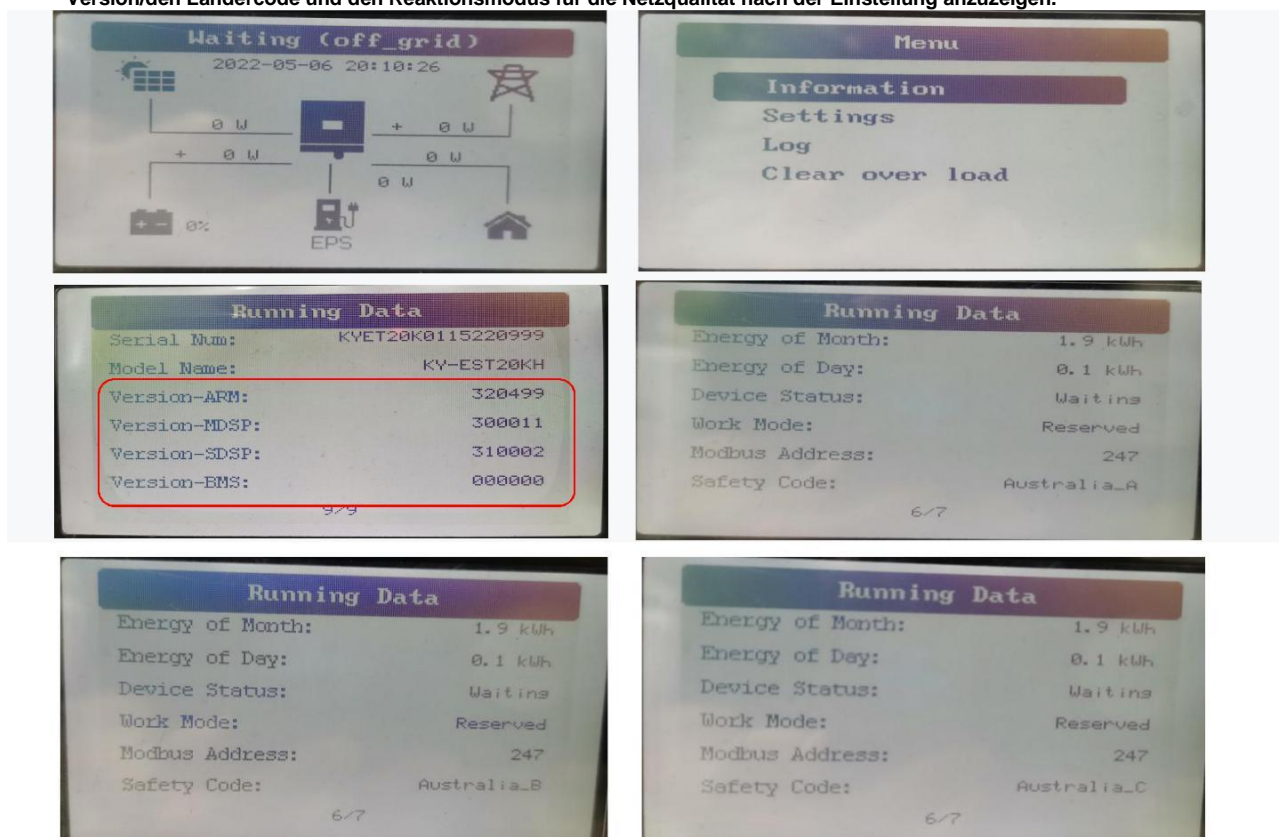 Version/den Ländercode und den Reaktionsmodus für die Netzqualität nach der Einstellung anzuzeigen.
Waiting (off_grid)
2022-05-06 20:10:26
0 W
+ 0 W
+ 0 W
0 W
0 W
0%
EPS
Menu
Information
Settings
Log
Clear over load
Running Data
Serial Num: KYET20K0115220999
Model Name: KY-EST20KH
Version-ARM: 320499
Version-MDSP: 300011
Version-SDSP: 310002
Version-BMS: 000000
9/9
Running Data
Energy of Month: 1.9 kWh
Energy of Day: 0.1 kWh
Device Status: Waiting
Work Mode: Reserved
Modbus Address: 247
Safety Code: Australia_A
6/7
Running Data
Energy of Month: 1.9 kWh
Energy of Day: 0.1 kWh
Device Status: Waiting
Work Mode: Reserved
Modbus Address: 247
Safety Code: Australia_B
6/7
Running Data
Energy of Month: 1.9 kWh
Energy of Day: 0.1 kWh
Device Status: Waiting
Work Mode: Reserved
Modbus Address: 247
Safety Code: Australia_C
6/7